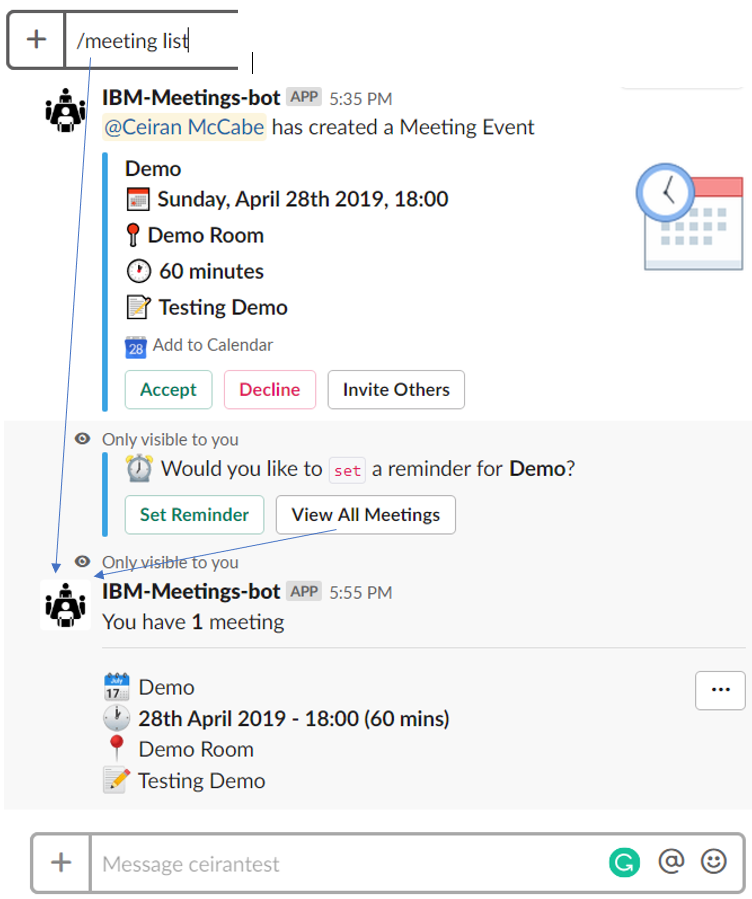 /meeting list
IBM-Meetings-bot APP 5:35 PM
@Ceiran McCabe has created a Meeting Event
Demo
Sunday, April 28th 2019, 18:00
Demo Room
60 minutes
Testing Demo
28 Add to Calendar
Accept Decline Invite Others
Only visible to you
Would you like to set a reminder for Demo?
Set Reminder View All Meetings
Only visible to you
IBM-Meetings-bot APP 5:55 PM
You have 1 meeting
July
17
Demo
28th April 2019 - 18:00 (60 mins)
Demo Room
Testing Demo
Message ceirantest